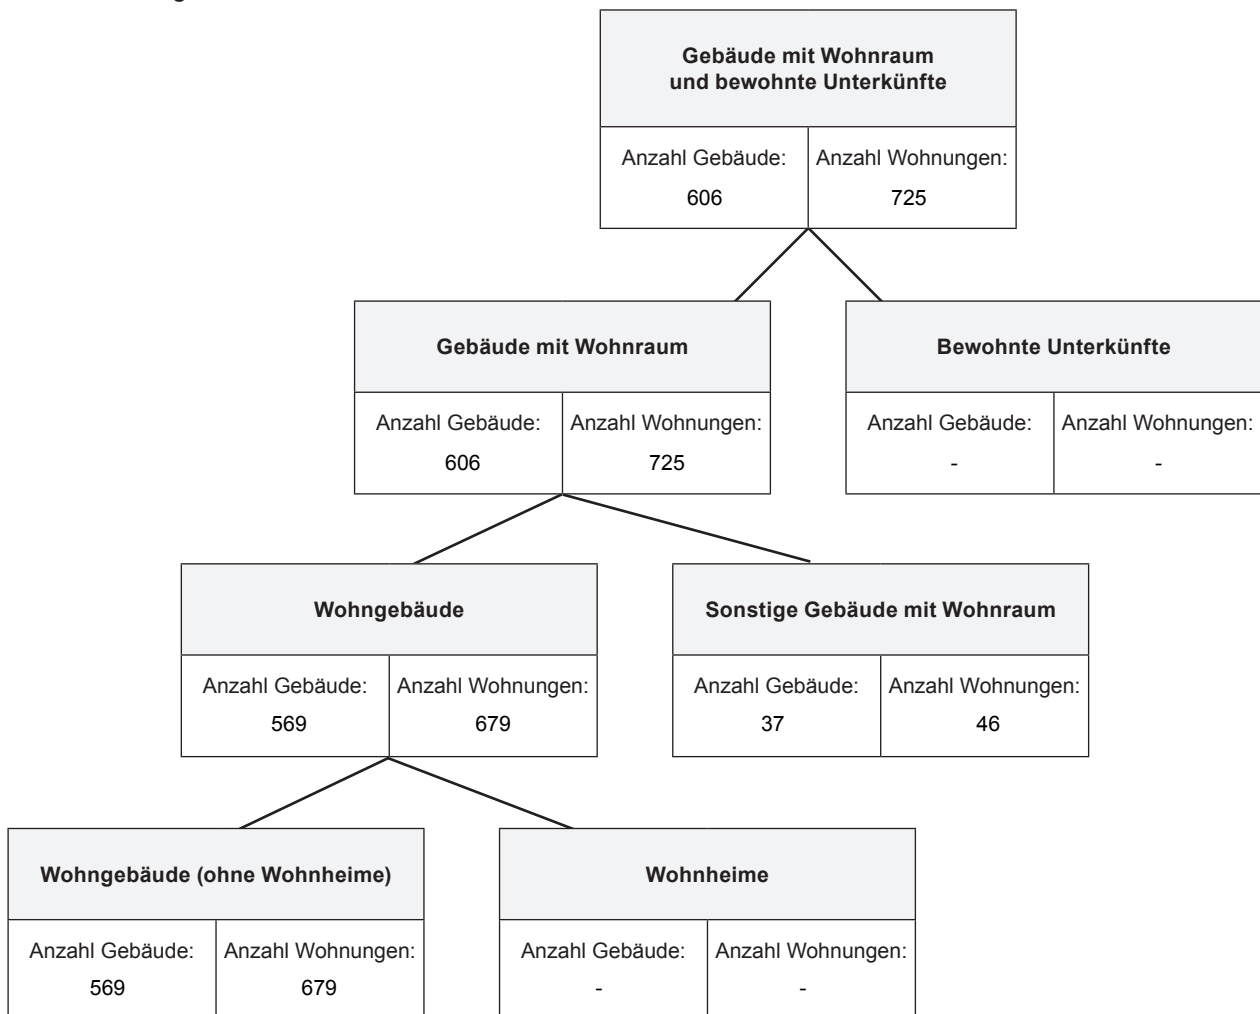 Gebäude mit Wohnraum
und bewohnte Unterkünfte
Anzahl Gebäude: Anzahl Wohnungen:
606 725
Gebäude mit Wohnraum
Anzahl Gebäude: Anzahl Wohnungen:
606 725
Bewohnte Unterkünfte
Anzahl Gebäude: Anzahl Wohnungen:
- -
Wohngebäude
Anzahl Gebäude: Anzahl Wohnungen:
569 679
Sonstige Gebäude mit Wohnraum
Anzahl Gebäude: Anzahl Wohnungen:
37 46
Wohngebäude (ohne Wohnheime)
Anzahl Gebäude: Anzahl Wohnungen:
569 679
Wohnheime
Anzahl Gebäude: Anzahl Wohnungen:
- -